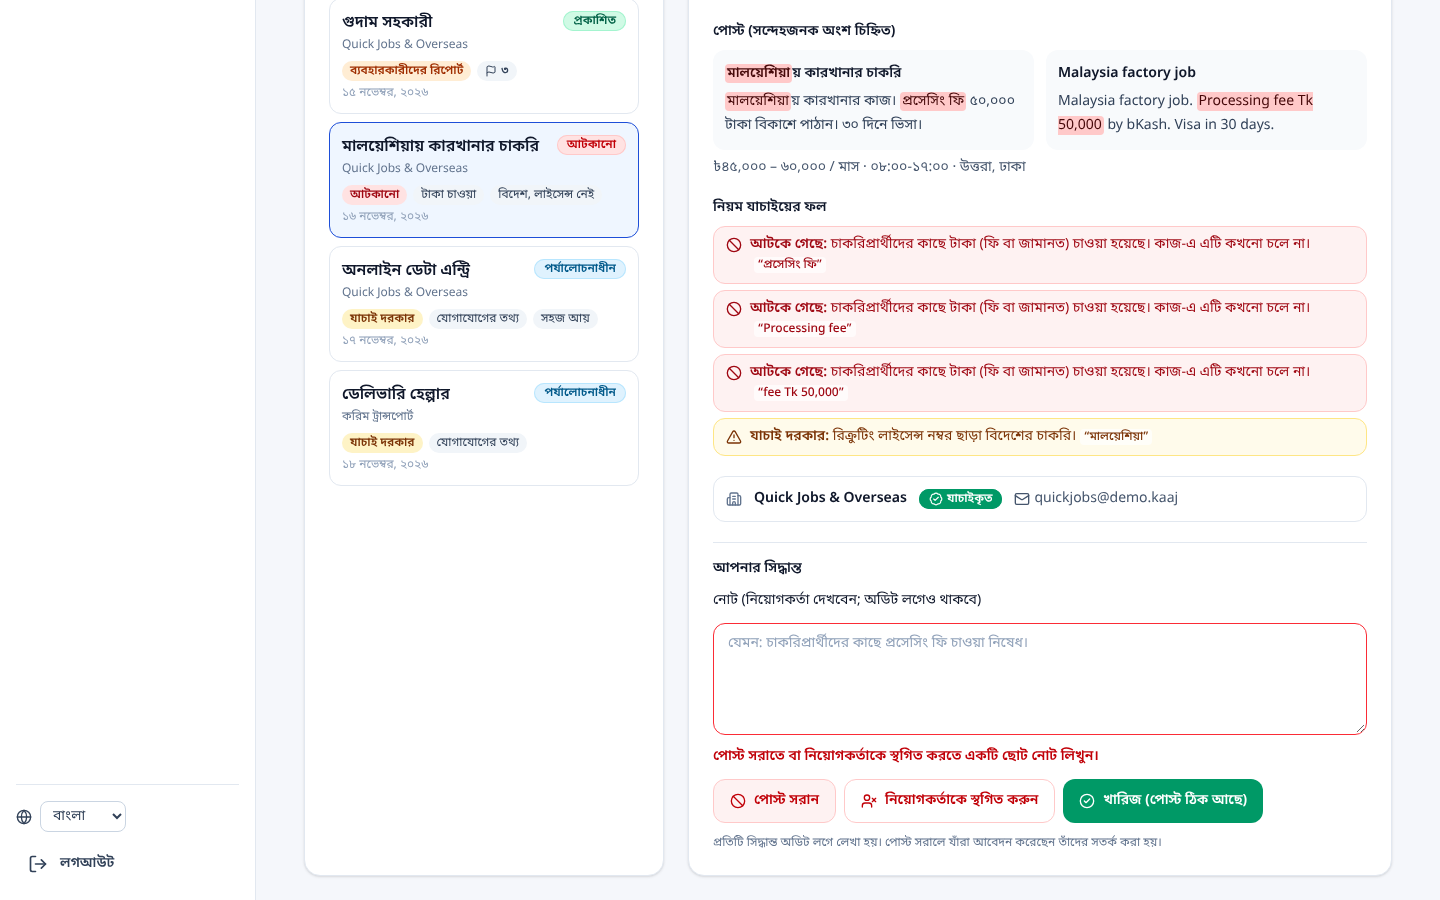 গুদাম সহকারী
প্রকাশিত
Quick Jobs & Overseas
ব্যবহারকারীদের রিপোর্ট ৩
১৫ নভেম্বর, ২০২৬
মালয়েশিয়ায় কারখানার চাকরি
আটকানো
Quick Jobs & Overseas
আটকানো টাকা চাওয়া বিদেশ, লাইসেন্স নেই
১৬ নভেম্বর, ২০২৬
অনলাইন ডেটা এন্ট্রি
পর্যালোচনাধীন
Quick Jobs & Overseas
যাচাই দরকার যোগাযোগের তথ্য সহজ আয়
১৭ নভেম্বর, ২০২৬
ডেলিভারি হেল্পার
পর্যালোচনাধীন
করিম ট্রান্সপোর্ট
যাচাই দরকার যোগাযোগের তথ্য
১৮ নভেম্বর, ২০২৬
পোস্ট (সন্দেহজনক অংশ চিহ্নিত)
মালয়েশিয়ায় কারখানার চাকরি
মালয়েশিয়ায় কারখানার কাজ। প্রসেসিং ফি ৫০,০০০
টাকা বিকাশে পাঠান। ৩০ দিনে ভিসা।
Malaysia factory job
Malaysia factory job. Processing fee Tk
50,000 by bKash. Visa in 30 days.
৳৪৫,০০০ – ৬০,০০০ / মাস · ০৮:০০-১৭:০০ · উত্তরা, ঢাকা
নিয়ম যাচাইয়ের ফল
আটকে গেছে: চাকরিপ্রার্থীদের কাছে টাকা (ফি বা জামানত) চাওয়া হয়েছে। কাজ-এ এটি কখনো চলে না।
“প্রসেসিং ফি”
আটকে গেছে: চাকরিপ্রার্থীদের কাছে টাকা (ফি বা জামানত) চাওয়া হয়েছে। কাজ-এ এটি কখনো চলে না।
“Processing fee”
আটকে গেছে: চাকরিপ্রার্থীদের কাছে টাকা (ফি বা জামানত) চাওয়া হয়েছে। কাজ-এ এটি কখনো চলে না।
“fee Tk 50,000”
যাচাই দরকার: রিক্রুটিং লাইসেন্স নম্বর ছাড়া বিদেশের চাকরি। “মালয়েশিয়া”
Quick Jobs & Overseas যাচাইকৃত quickjobs@demo.kaaj
আপনার সিদ্ধান্ত
নোট (নিয়োগকর্তা দেখবেন; অডিট লগেও থাকবে)
যেমন: চাকরিপ্রার্থীদের কাছে প্রসেসিং ফি চাওয়া নিষেধ।
পোস্ট সরাতে বা নিয়োগকর্তাকে স্থগিত করতে একটি ছোট নোট লিখুন।
পোস্ট সরান নিয়োগকর্তাকে স্থগিত করুন খারিজ (পোস্ট ঠিক আছে)
প্রতিটি সিদ্ধান্ত অডিট লগে লেখা হয়। পোস্ট সরালে যাঁরা আবেদন করেছেন তাঁদের সতর্ক করা হয়।
বাংলা
লগআউট